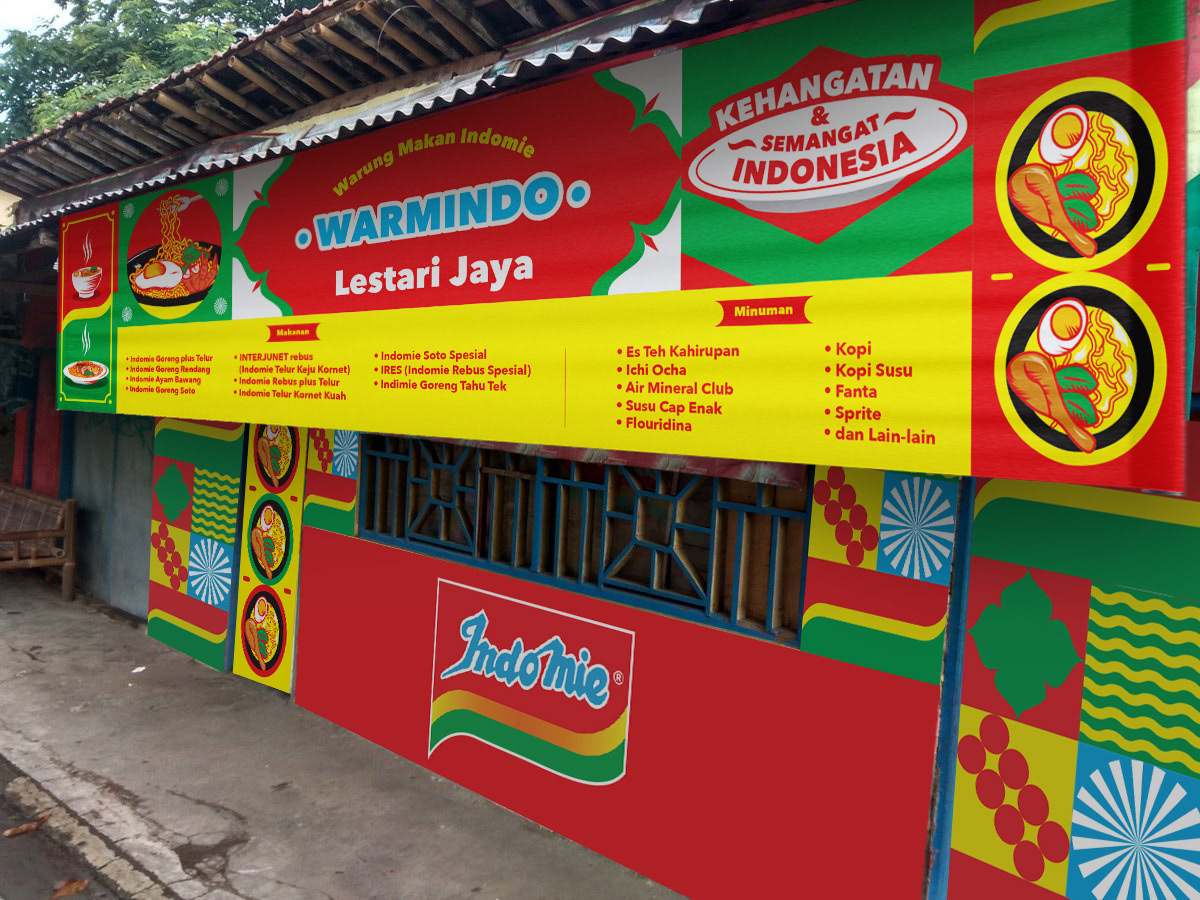 Warung Makan Indomie
• WARMINDO •
Lestari Jaya
KEHANGATAN
&
~ SEMANGAT ~
INDONESIA
Makanan
• Indomie Goreng plus Telur
• Indomie Goreng Rendang
• Indomie Ayam Bawang
• Indomie Goreng Soto
• INTERJUNET rebus
(Indomie Telur Keju Kornet)
• Indomie Rebus plus Telur
• Indomie Telur Kornet Kuah
• Indomie Soto Spesial
• IRES (Indomie Rebus Spesial)
• Indimie Goreng Tahu Tek
Minuman
• Es Teh Kahirupan
• Ichi Ocha
• Air Mineral Club
• Susu Cap Enak
• Flouridina
• Kopi
• Kopi Susu
• Fanta
• Sprite
• dan Lain-lain
Indomie®